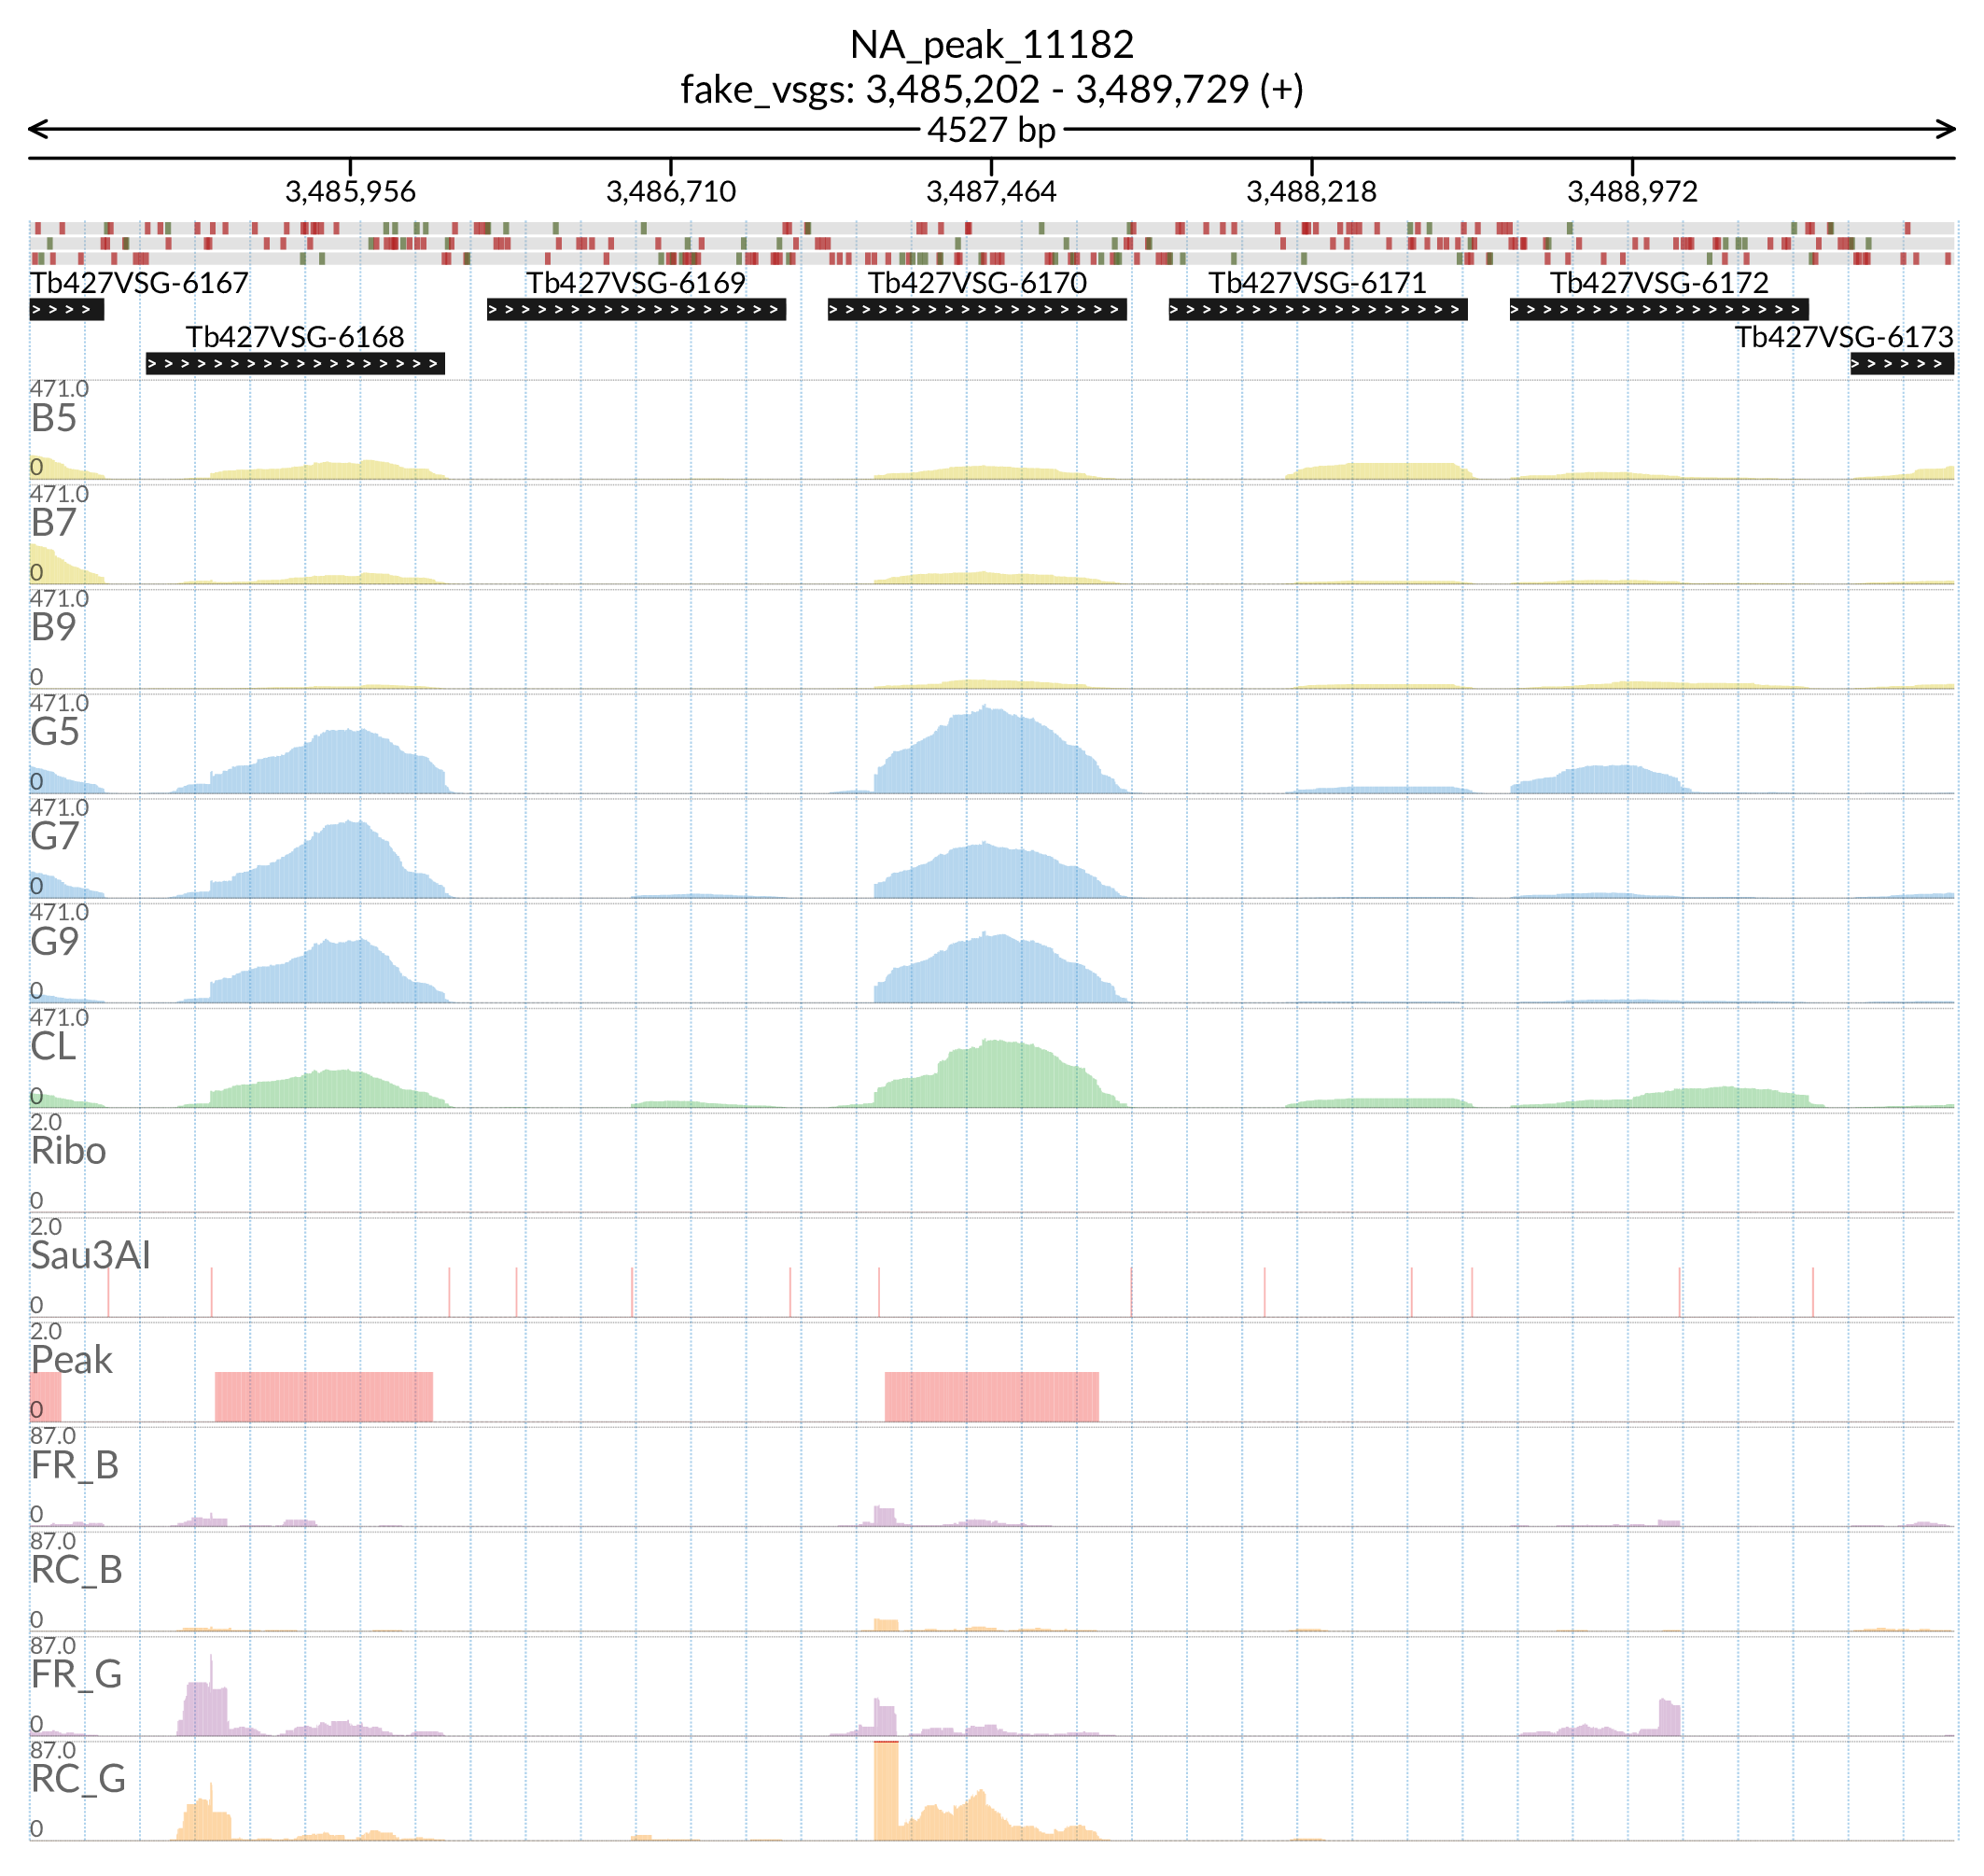 NA_peak_11182
fake_vsgs: 3,485,202 - 3,489,729 (+)
4527 bp
3,485,956 3,486,710 3,487,464 3,488,218 3,488,972
Tb427VSG-6167 Tb427VSG-6169 Tb427VSG-6170 Tb427VSG-6171 Tb427VSG-6172
Tb427VSG-6168 Tb427VSG-6173
471.0
B5
0
471.0
B7
0
471.0
B9
0
471.0
G5
0
471.0
G7
0
471.0
G9
0
471.0
CL
0
2.0
Ribo
0
2.0
Sau3AI
0
2.0
Peak
0
87.0
FR_B
0
87.0
RC_B
0
87.0
FR_G
0
87.0
RC_G
0